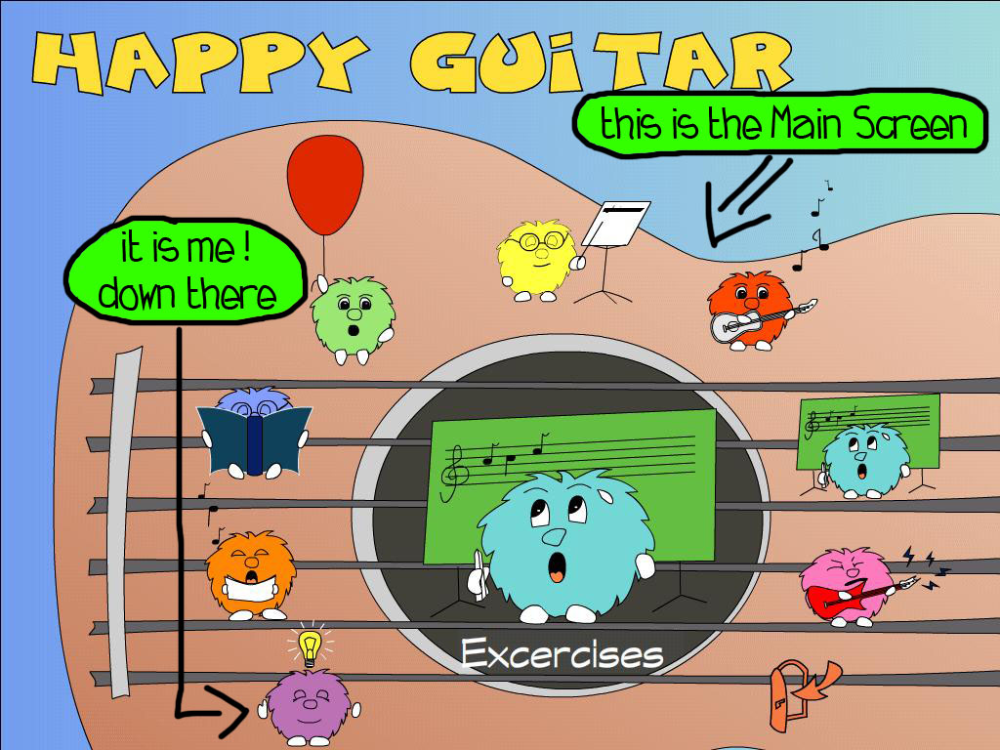 HAPPY GUiTAR
this is the Main Screen
it is me !
down there
Excercises